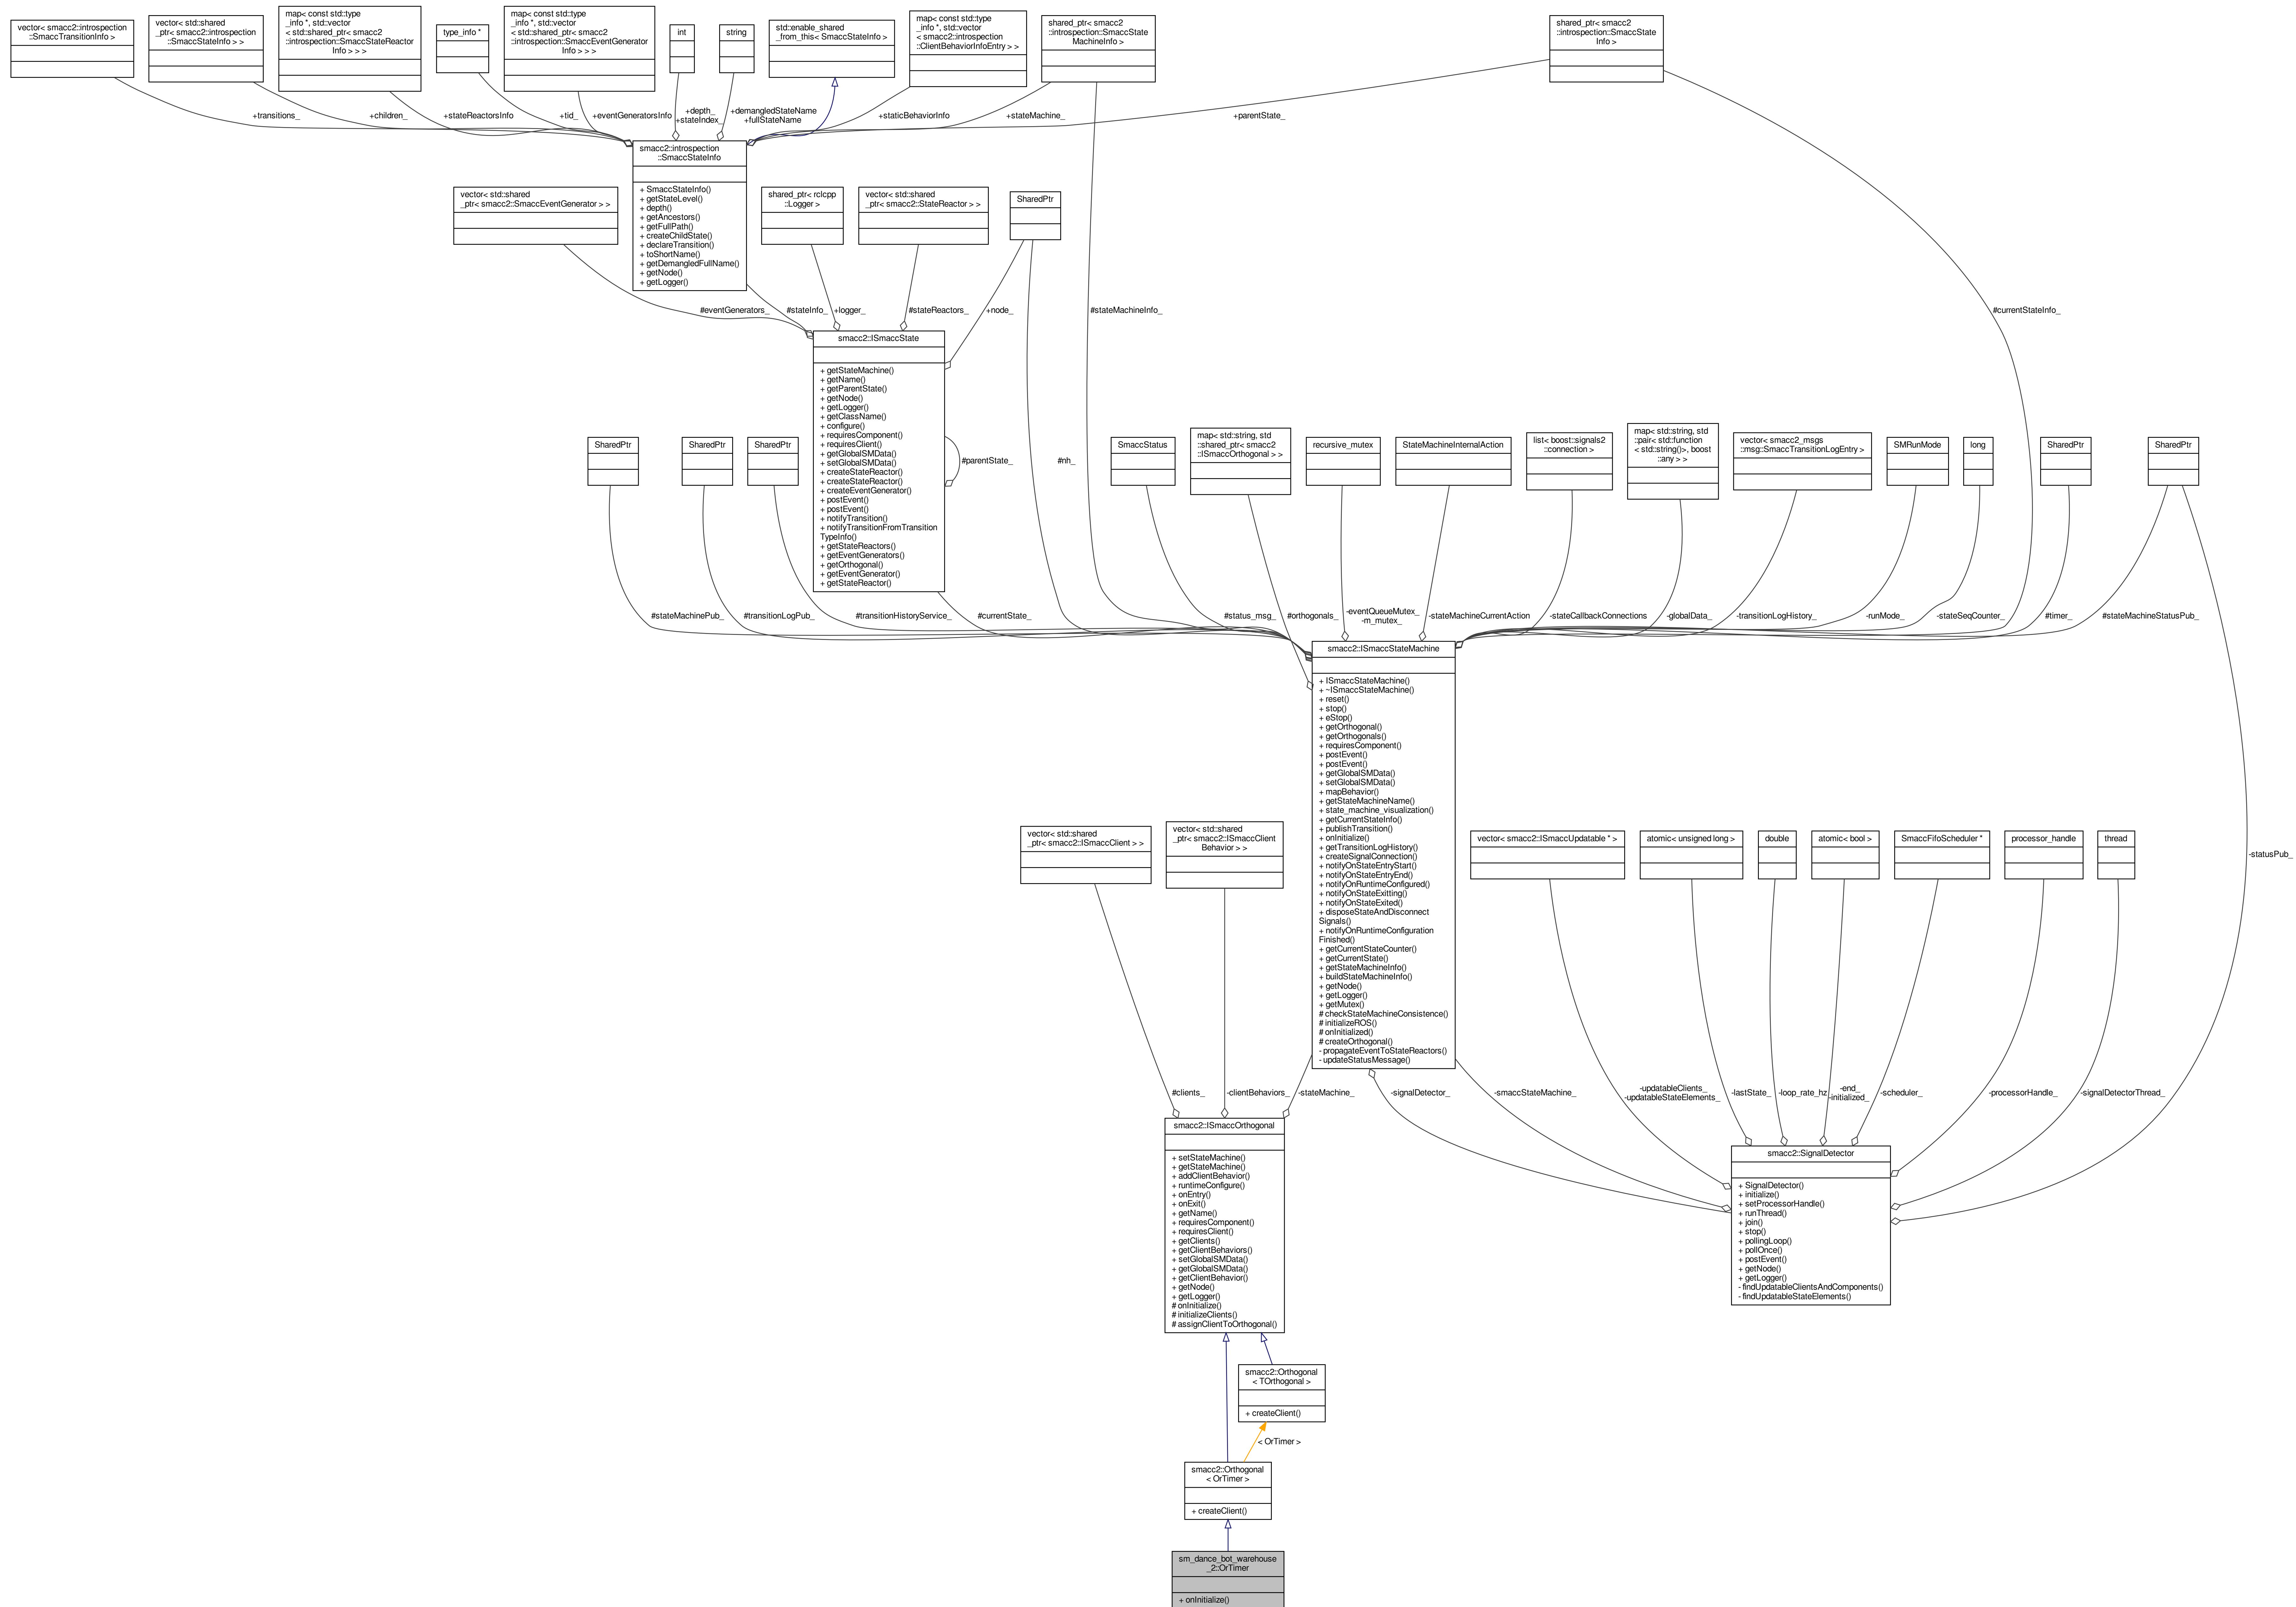 vector< smacc2::introspection
::SmaccTransitionInfo >
vector< std::shared
_ptr< smacc2::introspection
::SmaccStateInfo > >
map< const std::type
_info *, std::vector
< std::shared_ptr< smacc2
::introspection::SmaccStateReactor
Info > > >
type_info *
map< const std::type
_info *, std::vector
< std::shared_ptr< smacc2
::introspection::SmaccEventGenerator
Info > > >
int
string
std::enable_shared
_from_this< SmaccStateInfo >
map< const std::type
_info *, std::vector
< smacc2::introspection
::ClientBehaviorInfoEntry > >
shared_ptr< smacc2
::introspection::SmaccState
MachineInfo >
shared_ptr< smacc2
::introspection::SmaccState
Info >
+transitions_
+children_
+stateReactorsInfo
+tid_
+eventGeneratorsInfo
+depth_
+stateIndex_
+demangledStateName
+fullStateName
+staticBehaviorInfo
+stateMachine_
+parentState_
smacc2::introspection
::SmaccStateInfo
+ SmaccStateInfo()
+ getStateLevel()
+ depth()
+ getAncestors()
+ getFullPath()
+ createChildState()
+ declareTransition()
+ toShortName()
+ getDemangledFullName()
+ getNode()
+ getLogger()
vector< std::shared
_ptr< smacc2::SmaccEventGenerator > >
shared_ptr< rclcpp
::Logger >
vector< std::shared
_ptr< smacc2::StateReactor > >
SharedPtr
#eventGenerators_
#stateInfo_
+logger_
#stateReactors_
+node_
#stateMachineInfo_
#currentStateInfo_
smacc2::ISmaccState
+ getStateMachine()
+ getName()
+ getParentState()
+ getNode()
+ getLogger()
+ getClassName()
+ configure()
+ requiresComponent()
+ requiresClient()
+ getGlobalSMData()
+ setGlobalSMData()
+ createStateReactor()
+ createStateReactor()
+ createEventGenerator()
+ postEvent()
+ postEvent()
+ notifyTransition()
+ notifyTransitionFromTransition
TypeInfo()
+ getStateReactors()
+ getEventGenerators()
+ getOrthogonal()
+ getEventGenerator()
+ getStateReactor()
#parentState_
#nh_
SharedPtr
SharedPtr
SharedPtr
SmaccStatus
map< std::string, std
::shared_ptr< smacc2
::ISmaccOrthogonal > >
recursive_mutex
StateMachineInternalAction
list< boost::signals2
::connection >
map< std::string, std
::pair< std::function
< std::string()>, boost
::any > >
vector< smacc2_msgs
::msg::SmaccTransitionLogEntry >
SMRunMode
long
SharedPtr
SharedPtr
#stateMachinePub_
#transitionLogPub_
#transitionHistoryService_
#currentState_
#status_msg_
#orthogonals_
-eventQueueMutex_
-m_mutex_
-stateMachineCurrentAction
-stateCallbackConnections
-globalData_
-transitionLogHistory_
-runMode_
-stateSeqCounter_
#timer_
#stateMachineStatusPub_
smacc2::ISmaccStateMachine
+ ISmaccStateMachine()
+ ~ISmaccStateMachine()
+ reset()
+ stop()
+ eStop()
+ getOrthogonal()
+ getOrthogonals()
+ requiresComponent()
+ postEvent()
+ postEvent()
+ getGlobalSMData()
+ setGlobalSMData()
+ mapBehavior()
+ getStateMachineName()
+ state_machine_visualization()
+ getCurrentStateInfo()
+ publishTransition()
+ onInitialize()
+ getTransitionLogHistory()
+ createSignalConnection()
+ notifyOnStateEntryStart()
+ notifyOnStateEntryEnd()
+ notifyOnRuntimeConfigured()
+ notifyOnStateExitting()
+ notifyOnStateExited()
+ disposeStateAndDisconnect
Signals()
+ notifyOnRuntimeConfiguration
Finished()
+ getCurrentStateCounter()
+ getCurrentState()
+ getStateMachineInfo()
+ buildStateMachineInfo()
+ getNode()
+ getLogger()
+ getMutex()
# checkStateMachineConsistence()
# initializeROS()
# onInitialized()
# createOrthogonal()
- propagateEventToStateReactors()
- updateStatusMessage()
vector< std::shared
_ptr< smacc2::ISmaccClient > >
vector< std::shared
_ptr< smacc2::ISmaccClient
Behavior > >
vector< smacc2::ISmaccUpdatable * >
atomic< unsigned long >
double
atomic< bool >
SmaccFifoScheduler *
processor_handle
thread
-statusPub_
#clients_
-clientBehaviors_
-stateMachine_
-signalDetector_
-smaccStateMachine_
-updatableClients_
-updatableStateElements_
-lastState_
-loop_rate_hz
-end_
-initialized_
-scheduler_
-processorHandle_
-signalDetectorThread_
smacc2::ISmaccOrthogonal
+ setStateMachine()
+ getStateMachine()
+ addClientBehavior()
+ runtimeConfigure()
+ onEntry()
+ onExit()
+ getName()
+ requiresComponent()
+ requiresClient()
+ getClients()
+ getClientBehaviors()
+ setGlobalSMData()
+ getGlobalSMData()
+ getClientBehavior()
+ getNode()
+ getLogger()
# onInitialize()
# initializeClients()
# assignClientToOrthogonal()
smacc2::SignalDetector
+ SignalDetector()
+ initialize()
+ setProcessorHandle()
+ runThread()
+ join()
+ stop()
+ pollingLoop()
+ pollOnce()
+ postEvent()
+ getNode()
+ getLogger()
- findUpdatableClientsAndComponents()
- findUpdatableStateElements()
smacc2::Orthogonal
< TOrthogonal >
+ createClient()
< OrTimer >
smacc2::Orthogonal
< OrTimer >
+ createClient()
sm_dance_bot_warehouse
_2::OrTimer
+ onInitialize()